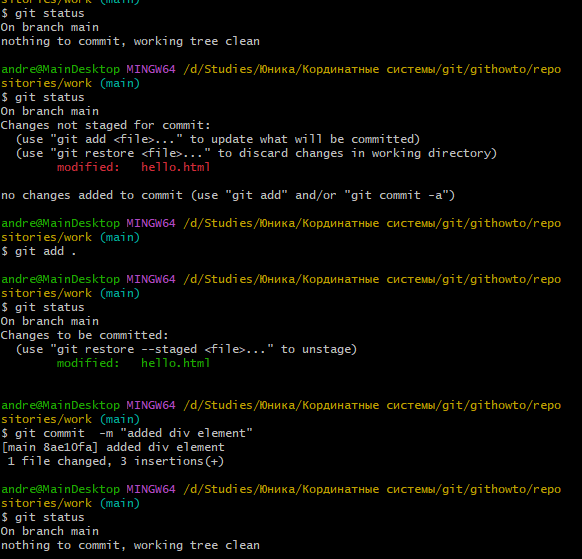 sitories/work (main)
$ git status
On branch main
nothing to commit, working tree clean
andre@MainDesktop MINGW64 /d/Studies/Юника/Кординатные системы/git/githowto/repo
sitories/work (main)
$ git status
On branch main
Changes not staged for commit:
  (use "git add <file>..." to update what will be committed)
  (use "git restore <file>..." to discard changes in working directory)
        modified:   hello.html
no changes added to commit (use "git add" and/or "git commit -a")
andre@MainDesktop MINGW64 /d/Studies/Юника/Кординатные системы/git/githowto/repo
sitories/work (main)
$ git add .
andre@MainDesktop MINGW64 /d/Studies/Юника/Кординатные системы/git/githowto/repo
sitories/work (main)
$ git status
On branch main
Changes to be committed:
  (use "git restore --staged <file>..." to unstage)
        modified:   hello.html
andre@MainDesktop MINGW64 /d/Studies/Юника/Кординатные системы/git/githowto/repo
sitories/work (main)
$ git commit  -m "added div element"
[main 8ae10fa] added div element
 1 file changed, 3 insertions(+)
andre@MainDesktop MINGW64 /d/Studies/Юника/Кординатные системы/git/githowto/repo
sitories/work (main)
$ git status
On branch main
nothing to commit, working tree clean